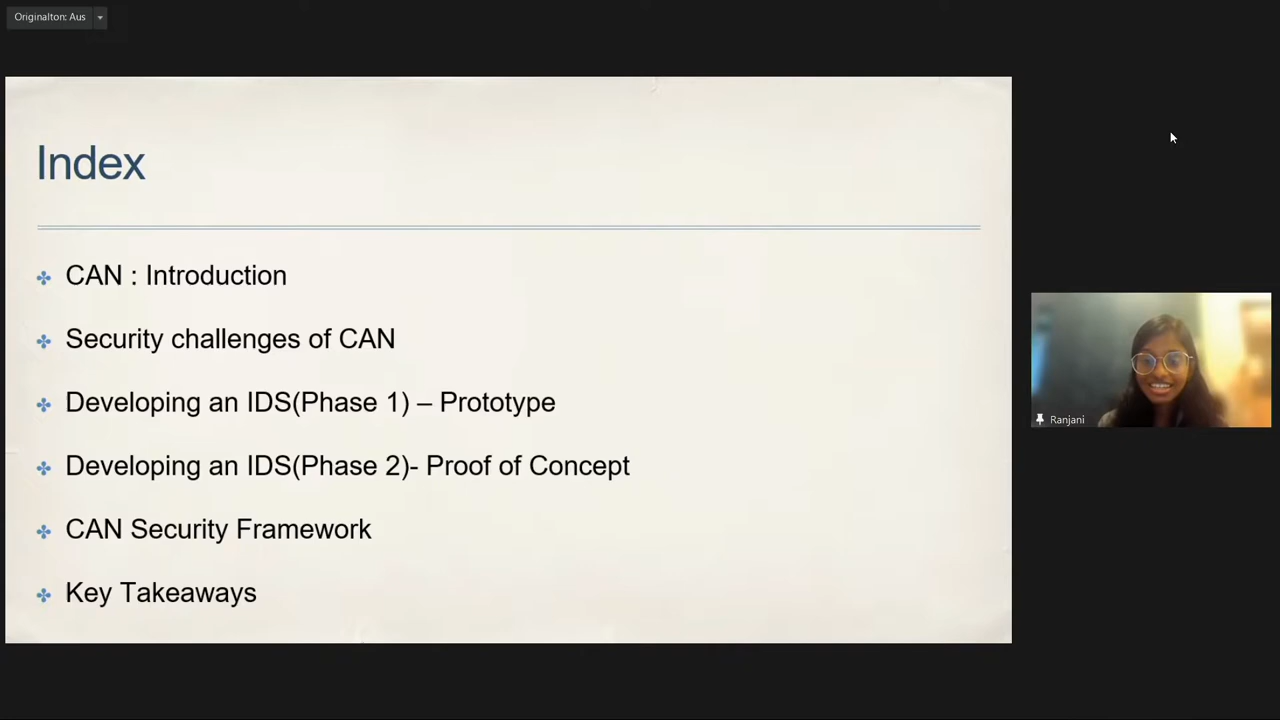 Originalton: Aus
Index
CAN : Introduction
Security challenges of CAN
Developing an IDS(Phase 1) – Prototype
Developing an IDS(Phase 2)- Proof of Concept
CAN Security Framework
Key Takeaways
Ranjani